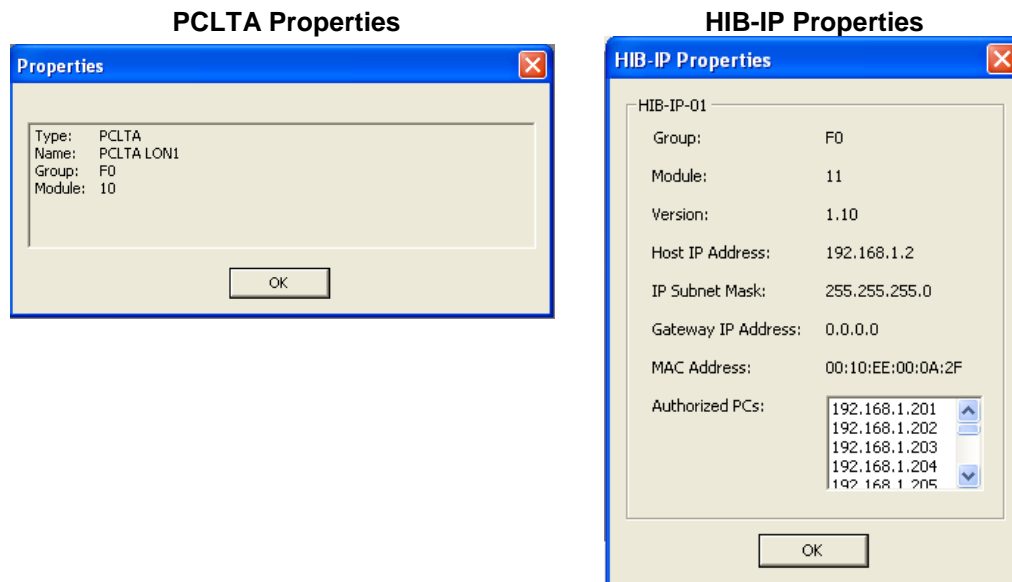 PCLTA Properties
Properties
Type: PCLTA
Name: PCLTA LON1
Group: F0
Module: 10
OK
HIB-IP Properties
HIB-IP Properties
HIB-IP-01
Group: F0
Module: 11
Version: 1.10
Host IP Address: 192.168.1.2
IP Subnet Mask: 255.255.255.0
Gateway IP Address: 0.0.0.0
MAC Address: 00:10:EE:00:0A:2F
Authorized PCs: 192.168.1.201
192.168.1.202
192.168.1.203
192.168.1.204
192.168.1.205
OK